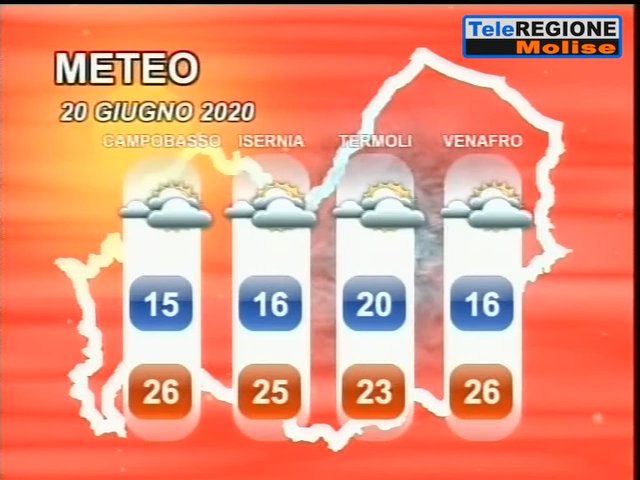 TeleREGIONE
Molise
METEO
20 GIUGNO 2020
CAMPOBASSO ISERNIA TERMOLI VENAFRO
15 16 20 16
26 25 23 26